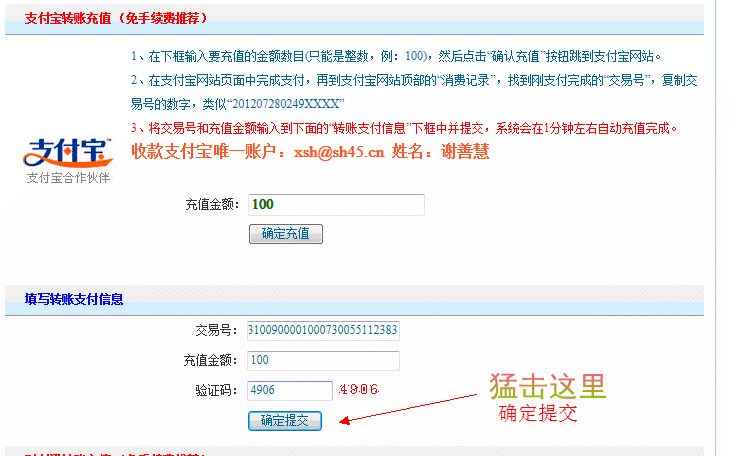 支付宝转账充值（免手续费推荐）
1、在下框输入要充值的金额数目(只能是整数，例：100)，然后点击“确认充值”按钮跳到支付宝网站。
2、在支付宝网站页面中完成支付，再到支付宝网站顶部的“消费记录”，找到刚支付完成的“交易号”，复制交
易号的数字，类似“201207280249XXXX”
3、将交易号和充值金额输入到下面的“转账支付信息”下框中并提交，系统会在1分钟左右自动充值完成。
收款支付宝唯一账户：xsh@sh45.cn 姓名：谢善慧
支付宝
支付宝合作伙伴
充值金额： 100
确定充值
填写转账支付信息
交易号： 3100900001000730055112383
充值金额： 100
验证码： 4906 4906
猛击这里
确定提交
确定提交